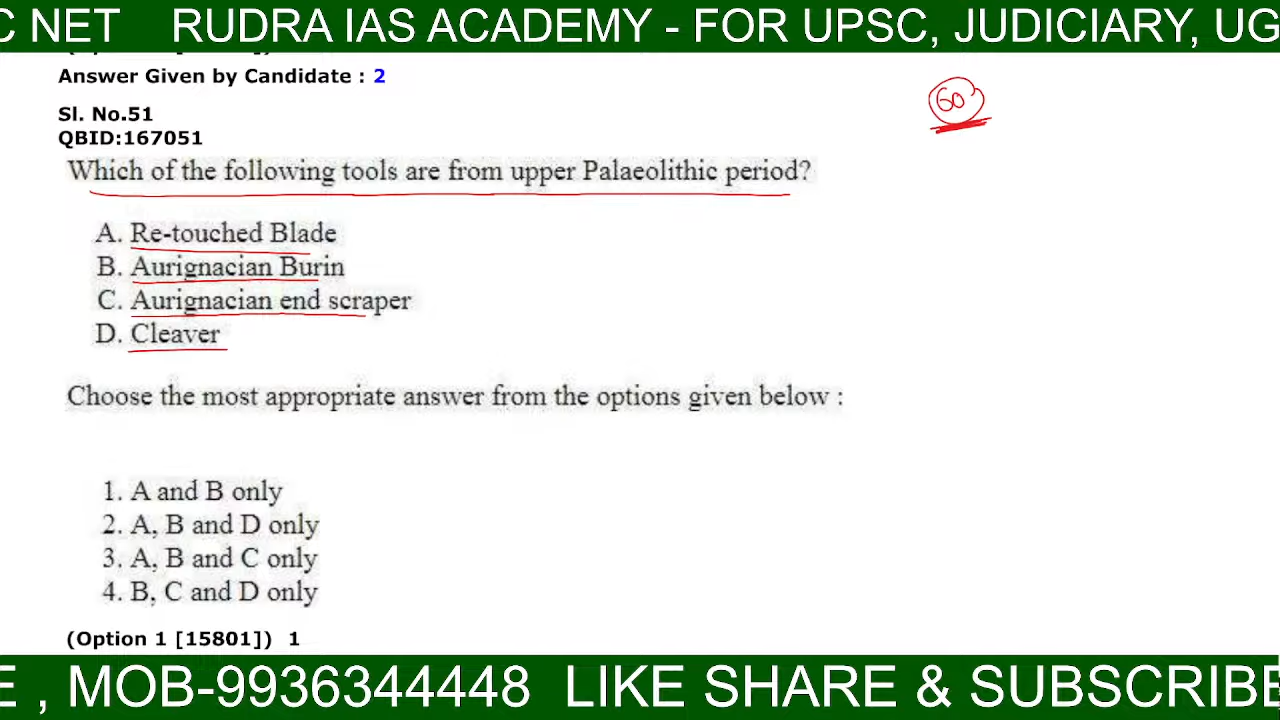 C NET RUDRA IAS ACADEMY - FOR UPSC, JUDICIARY, UG
Answer Given by Candidate : 2
60
Sl. No.51
QBID:167051
Which of the following tools are from upper Palaeolithic period?
A. Re-touched Blade
B. Aurignacian Burin
C. Aurignacian end scraper
D. Cleaver
Choose the most appropriate answer from the options given below :
1. A and B only
2. A, B and D only
3. A, B and C only
4. B, C and D only
(Option 1 [15801]) 1
E , MOB-9936344448 LIKE SHARE & SUBSCRIBE